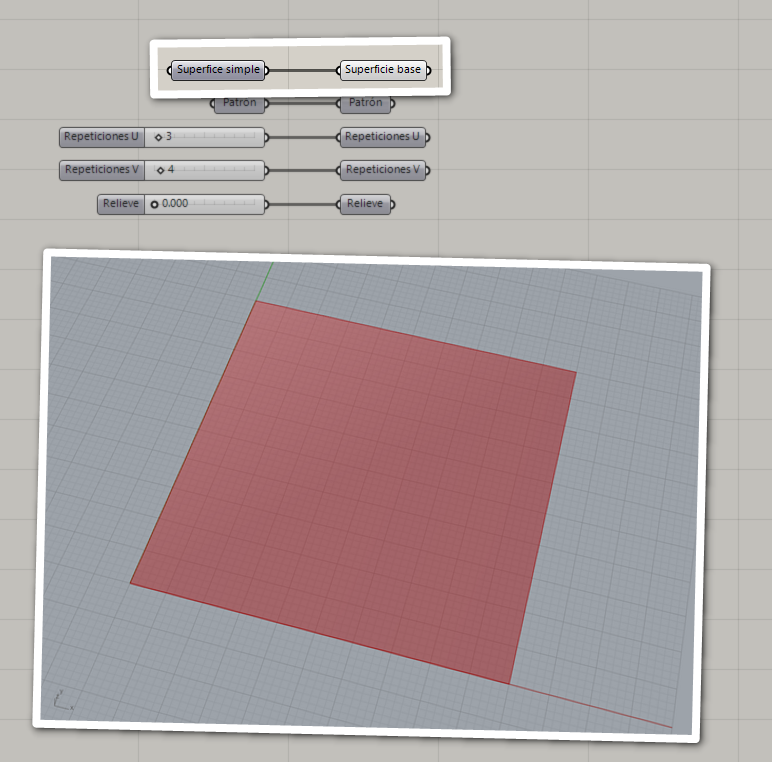 Superfice simple Superficie base
Patrón Patrón
Repeticiones U 3 Repeticiones U
Repeticiones V 4 Repeticiones V
Relieve 0.000 Relieve
y
x